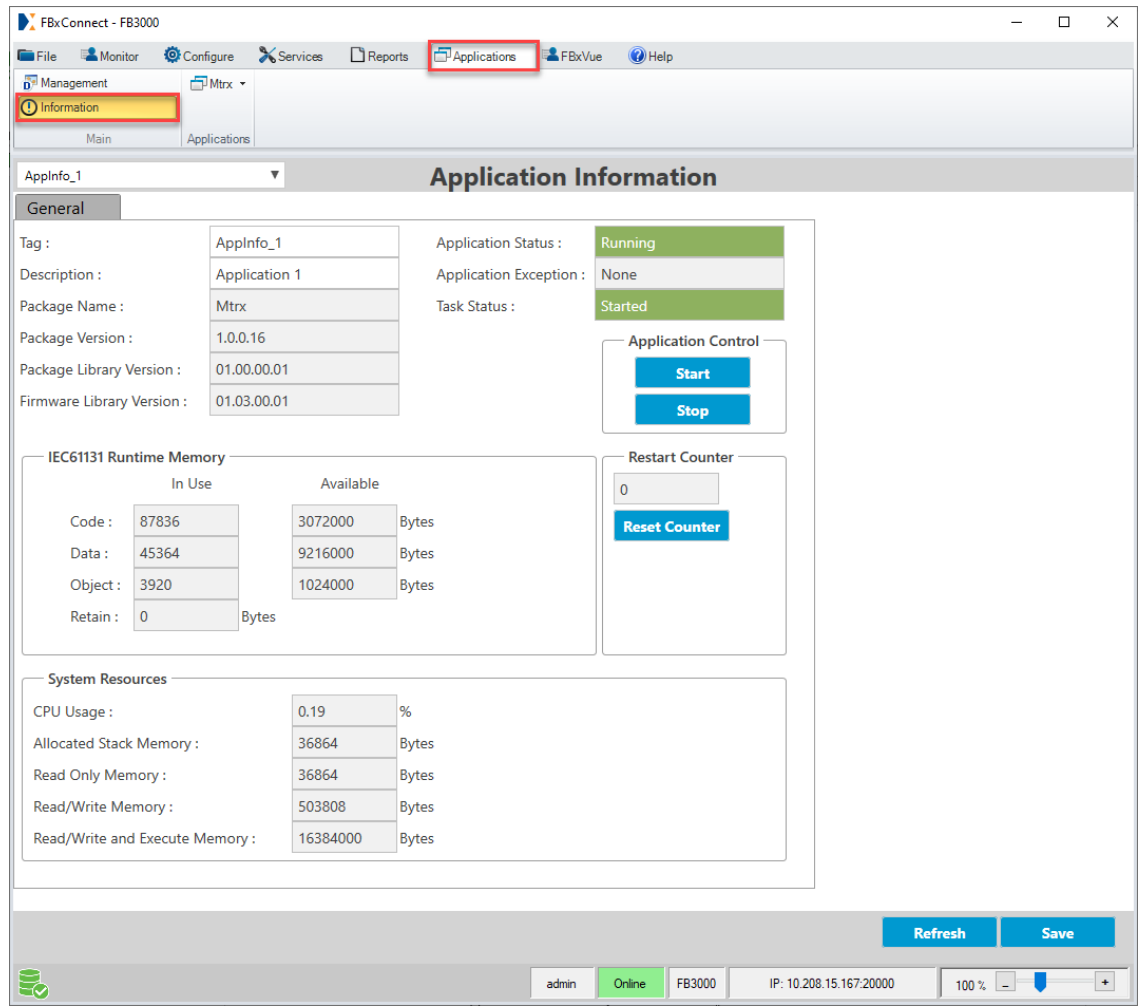 FBxConnect - FB3000
File Monitor Configure Services Reports Applications FBxVue Help
Management Mtrx
Information
Main Applications
AppInfo_1 Application Information
General
Tag : AppInfo_1 Application Status : Running
Description : Application 1 Application Exception : None
Package Name : Mtrx Task Status : Started
Package Version : 1.0.0.16
Application Control
Package Library Version : 01.00.00.01 Start
Firmware Library Version : 01.03.00.01 Stop
IEC61131 Runtime Memory Restart Counter
In Use Available 0
Code : 87836 3072000 Bytes Reset Counter
Data : 45364 9216000 Bytes
Object : 3920 1024000 Bytes
Retain : 0 Bytes
System Resources
CPU Usage : 0.19 %
Allocated Stack Memory : 36864 Bytes
Read Only Memory : 36864 Bytes
Read/Write Memory : 503808 Bytes
Read/Write and Execute Memory : 16384000 Bytes
Refresh Save
admin Online FB3000 IP: 10.208.15.167:20000 100 % - +